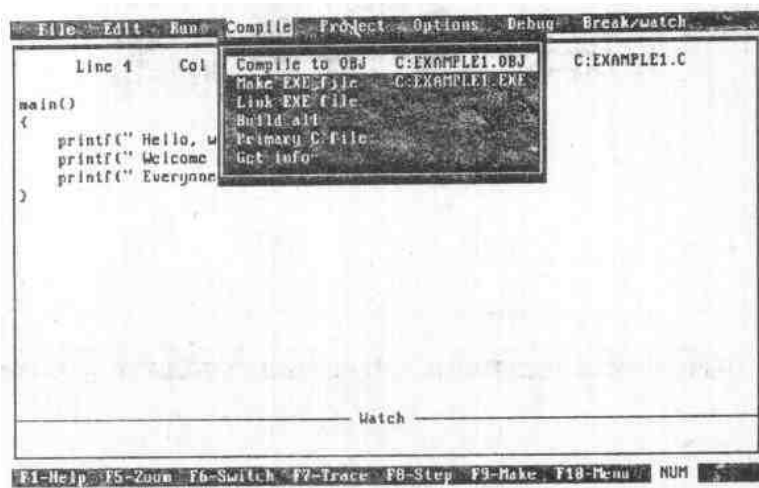 File Edit Run Compile Project Options Debug Break/watch
Line 1 Col C:EXAMPLE1.C
Compile to OBJ C:EXAMPLE1.OBJ
Make EXE file C:EXAMPLE1.EXE
Link EXE file
Build all
Primary C file
Get info
main()
{
printf(" Hello, w
printf(" Welcome
printf(" Everyone
}
Watch
F1-Help F5-Zoom F6-Switch F7-Trace F8-Step F9-Make F10-Menu NUM